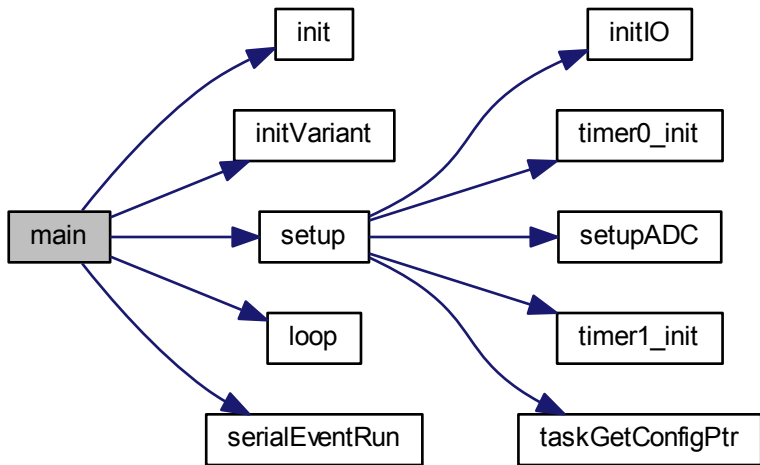 main
init
initVariant
setup
loop
serialEventRun
initIO
timer0_init
setupADC
timer1_init
taskGetConfigPtr